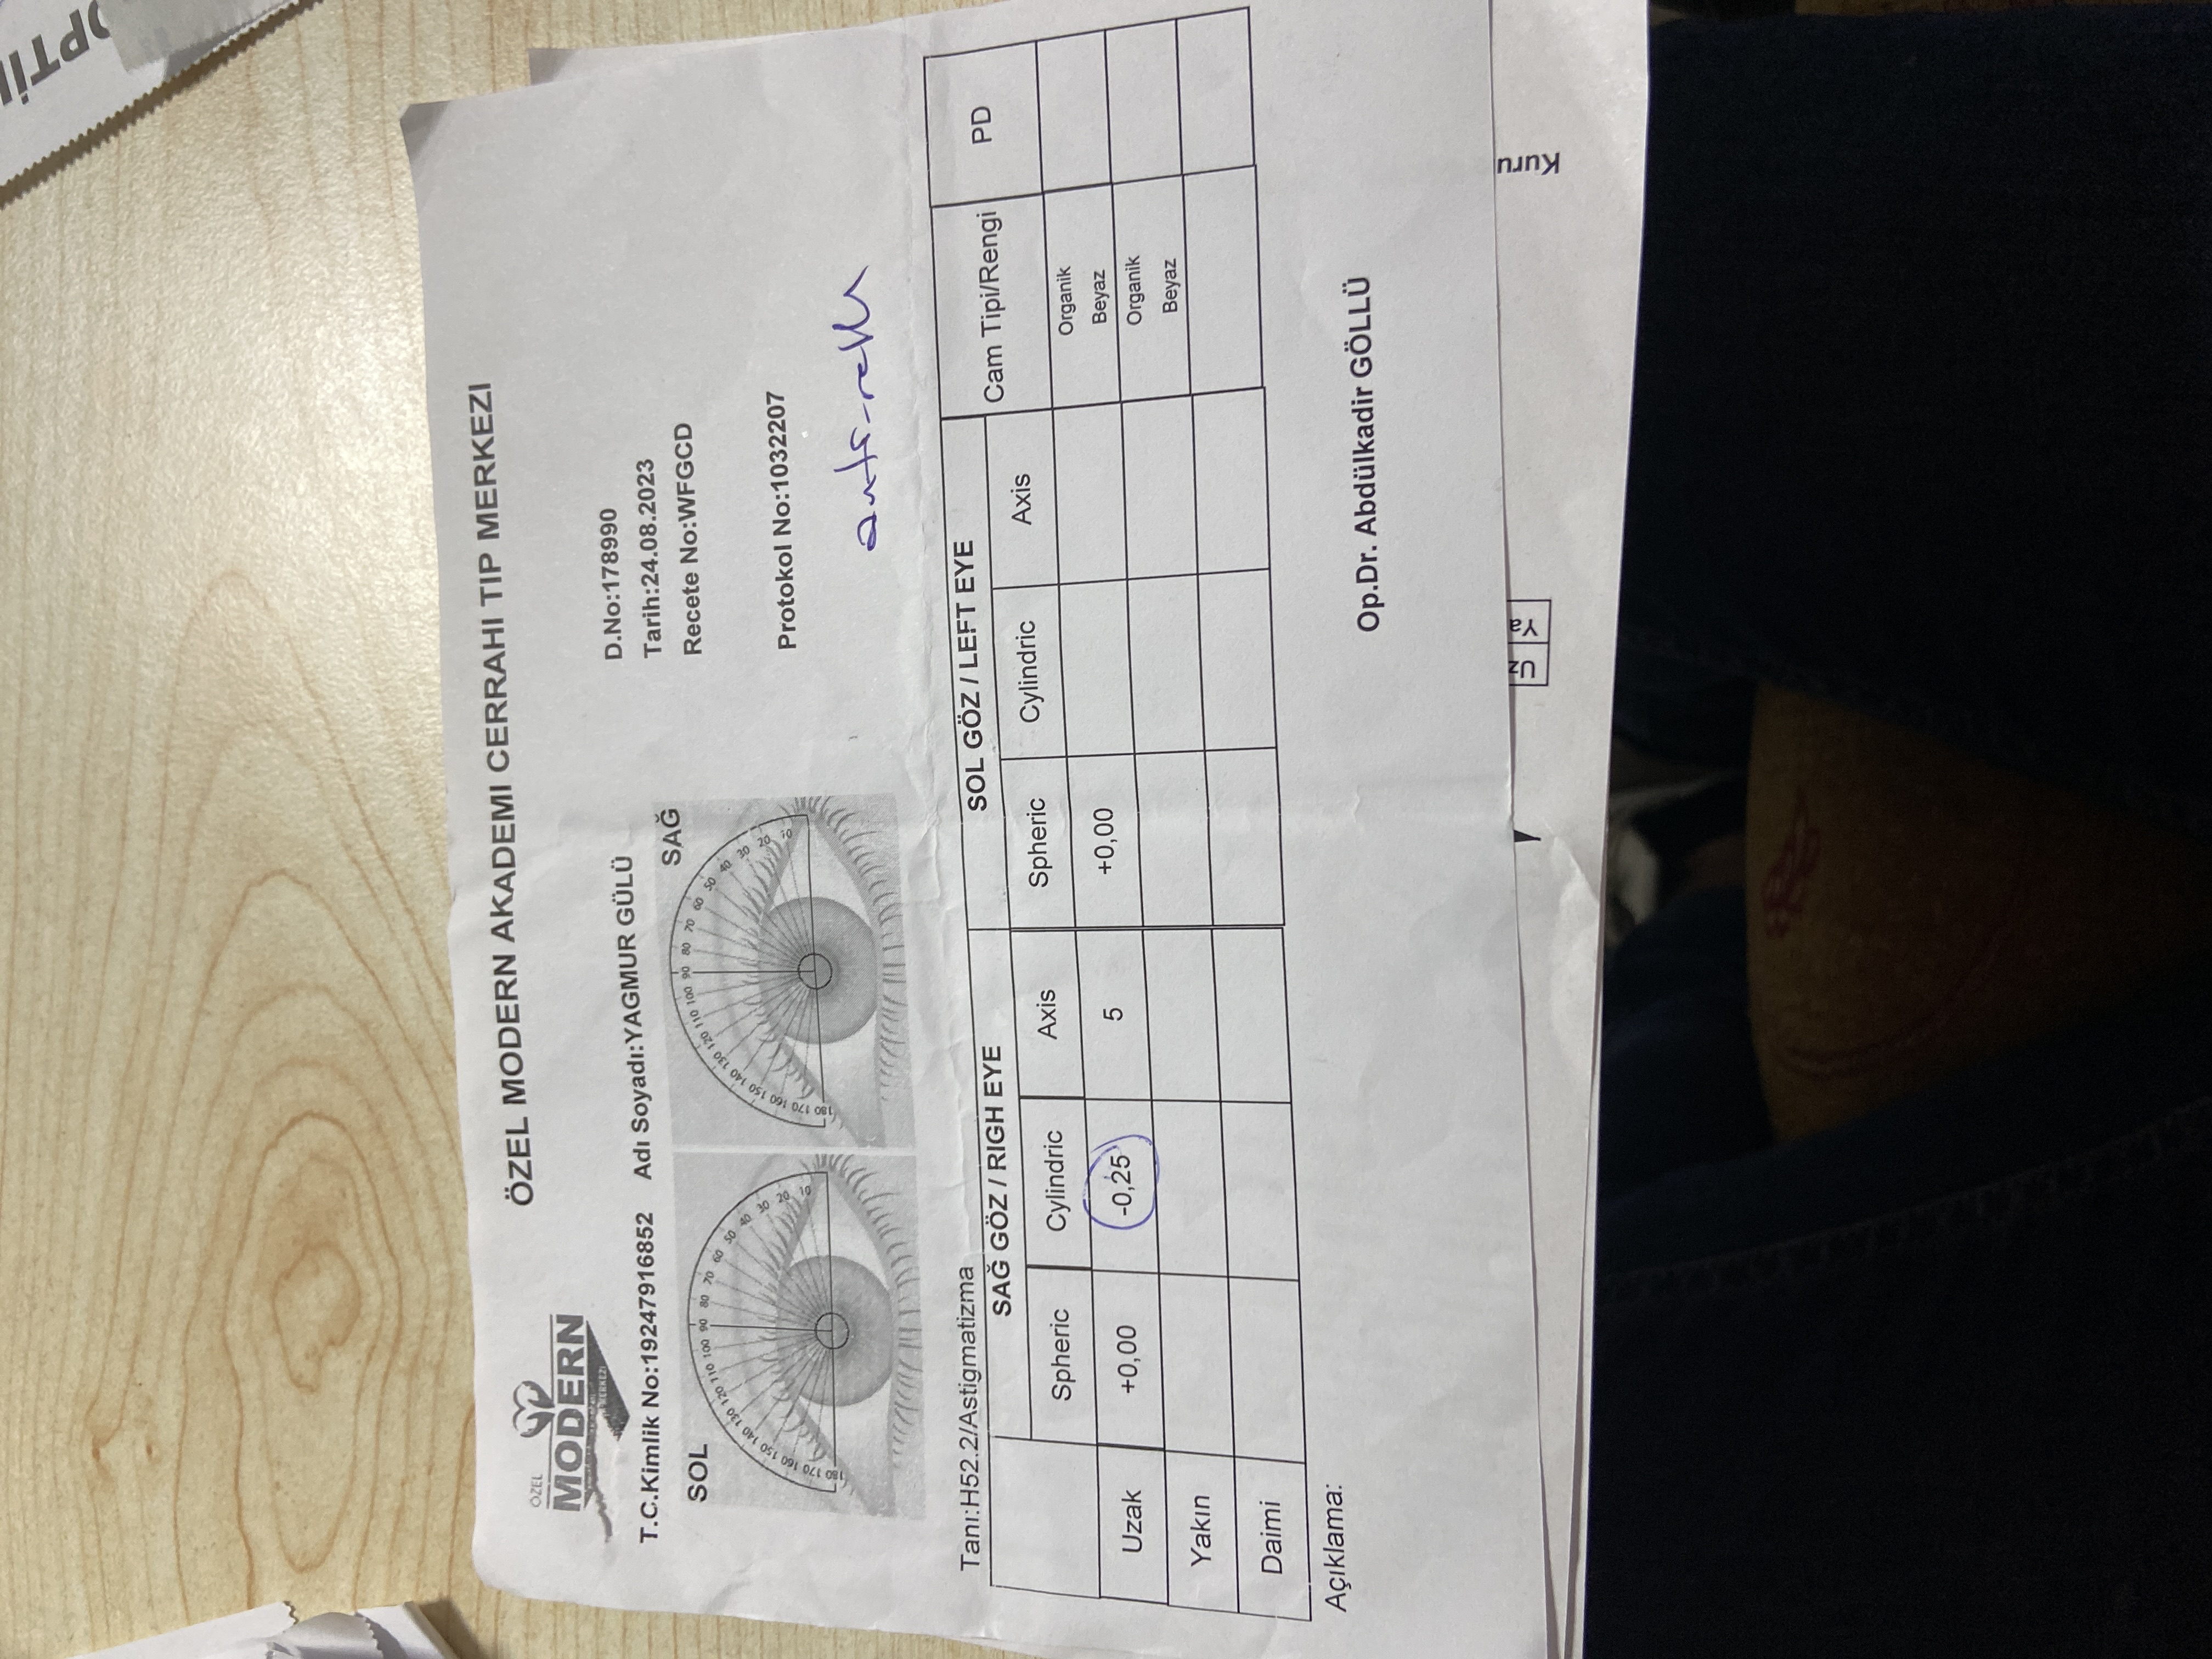 OPTİ
ÖZEL MODERN AKADEMI CERRAHI TIP MERKEZI
ÖZEL
MODERN
MERKEZI
T.C.Kimlik No:19247916852 Adı Soyadı:YAGMUR GÜLÜ
D.No:178990
Tarih:24.08.2023
Recete No:WFGCD
Protokol No:1032207
SOL
180 170 160 150 140 130 120 110 100 90 80 70 60 50 40 30 20 10
SAĞ
180 170 160 150 140 130 120 110 100 90 80 70 60 50 40 30 20 10
Tanı:H52.2/Astigmatizma
SAĞ GÖZ / RIGH EYE SOL GÖZ / LEFT EYE Cam Tipi/Rengi PD
Spheric Cylindric Axis Spheric Cylindric Axis
Uzak +0,00 -0,25 5 +0,00 Organik
Beyaz
Yakın Organik
Beyaz
Daimi
Açıklama:
Op.Dr. Abdülkadir GÖLLÜ
Uz
Ya
Kuru